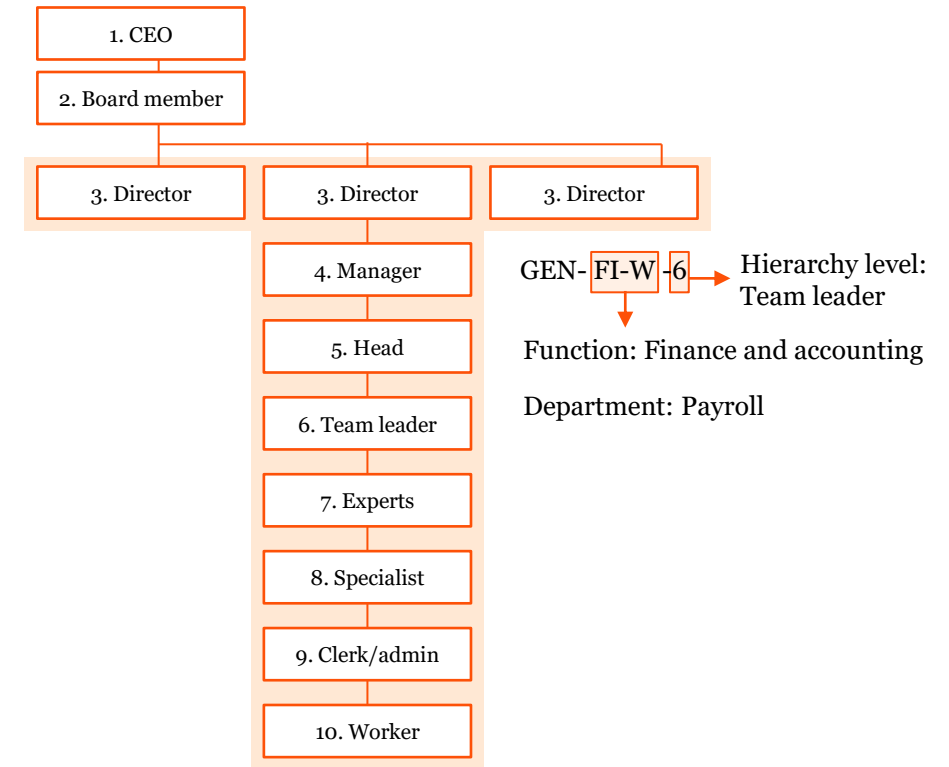 1. CEO
2. Board member
3. Director
3. Director
3. Director
4. Manager
5. Head
6. Team leader
7. Experts
8. Specialist
9. Clerk/admin
10. Worker
GEN- FI-W -6
Hierarchy level:
Team leader
Function: Finance and accounting
Department: Payroll